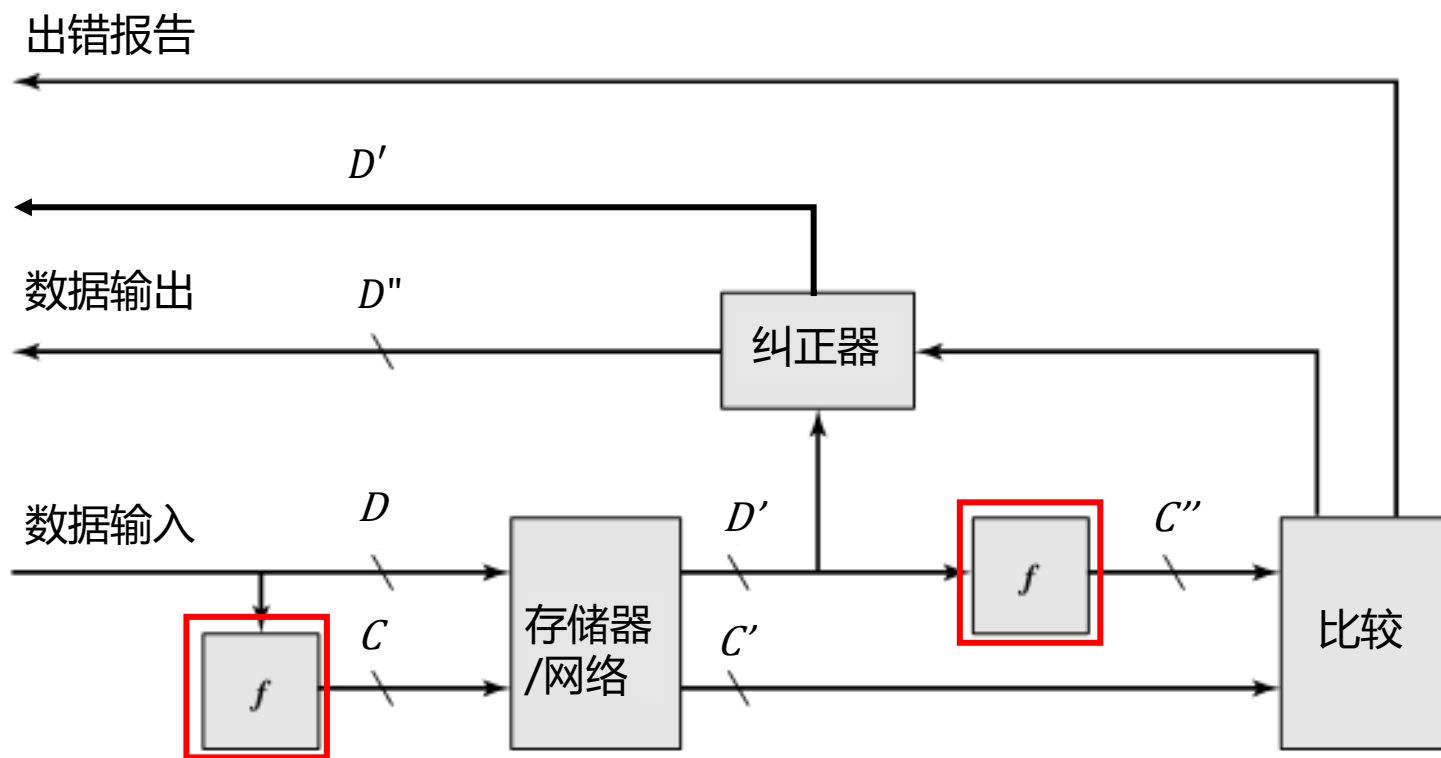 出错报告
D′
数据输出 D"
纠正器
数据输入 D D’ C’’
f
存储器
/网络
比较
C C’
f